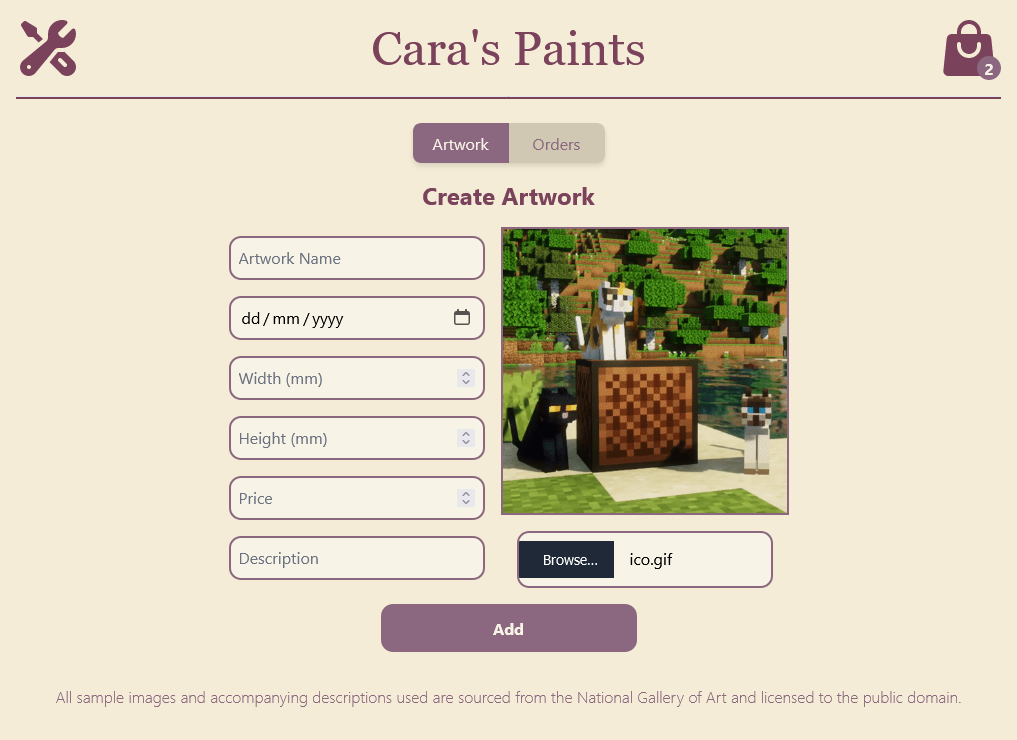 Cara's Paints
2
Artwork Orders
Create Artwork
Artwork Name
dd/mm/yyyy
Width (mm)
Height (mm)
Price
Description
Browse... ico.gif
Add
All sample images and accompanying descriptions used are sourced from the National Gallery of Art and licensed to the public domain.